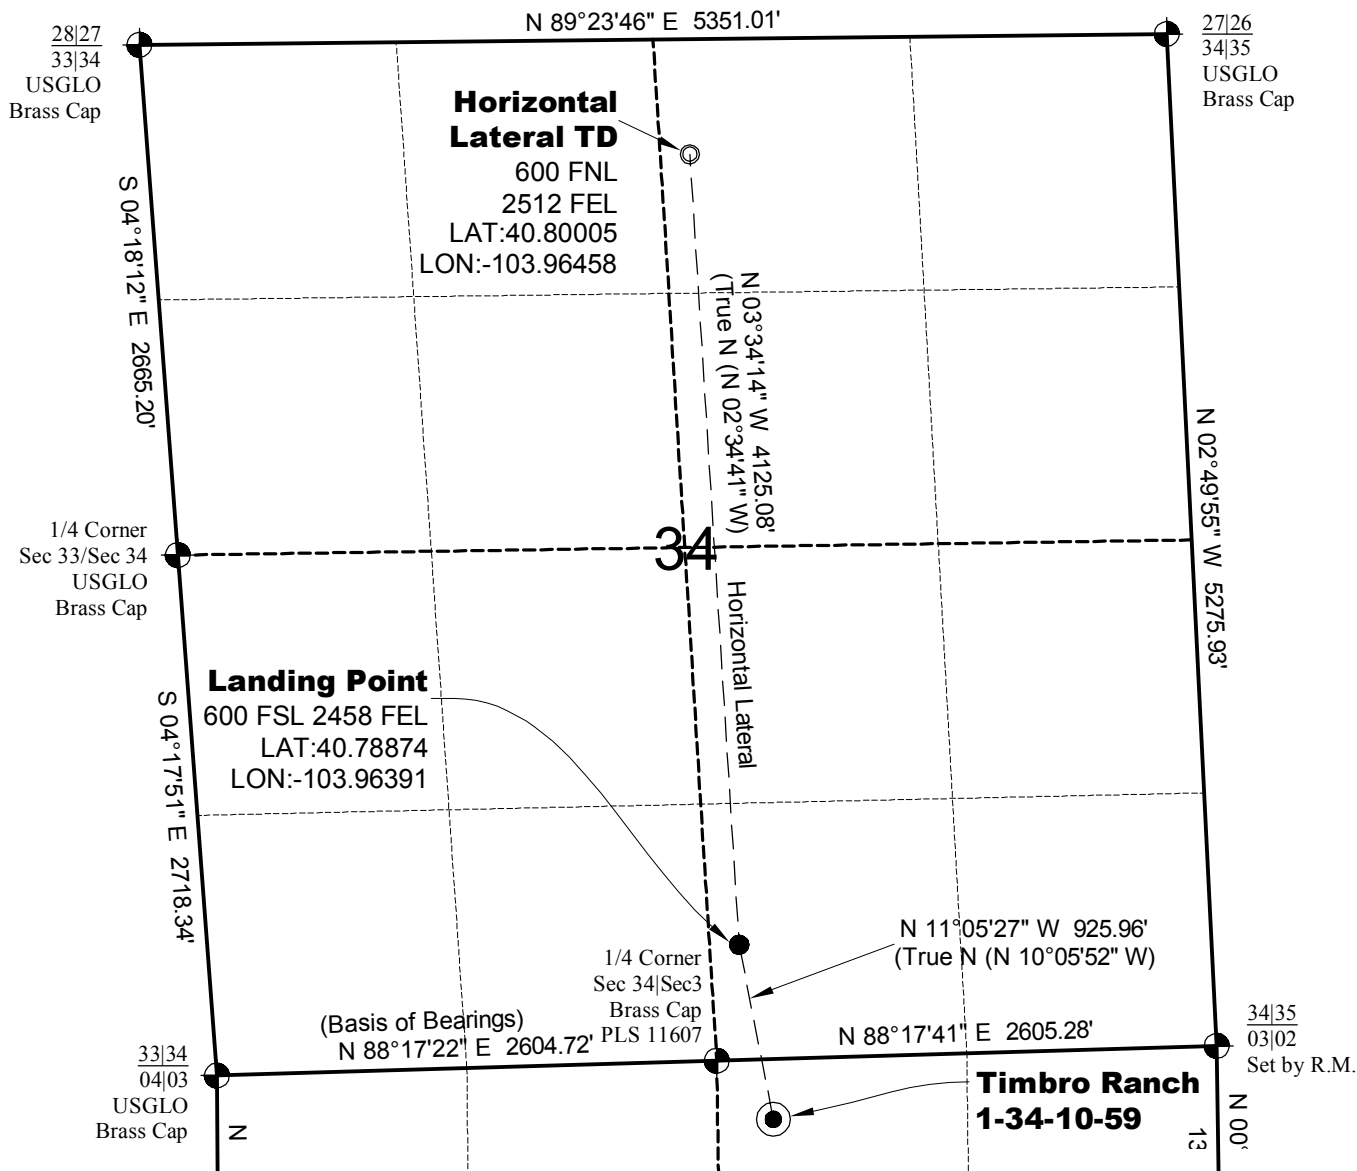 N 89°23'46" E 5351.01'
28|27
33|34
USGLO
Brass Cap
27|26
34|35
USGLO
Brass Cap
Horizontal
Lateral TD
600 FNL
2512 FEL
LAT:40.80005
LON:-103.96458
S 04°18'12" E 2665.20'
N 03°34'14" W 4125.08'
(True N (N 02°34'41" W)
N 02°49'55" W 5275.93'
1/4 Corner
Sec 33/Sec 34
USGLO
Brass Cap
34
Horizontal Lateral
Landing Point
600 FSL 2458 FEL
LAT:40.78874
LON:-103.96391
S 04°17'51" E 2718.34'
N 11°05'27" W 925.96'
(True N (N 10°05'52" W)
1/4 Corner
Sec 34|Sec3
Brass Cap
PLS 11607
(Basis of Bearings)
N 88°17'22" E 2604.72'
N 88°17'41" E 2605.28'
33|34
04|03
USGLO
Brass Cap
34|35
03|02
Set by R.M.
Timbro Ranch
1-34-10-59
N
N 00°
13